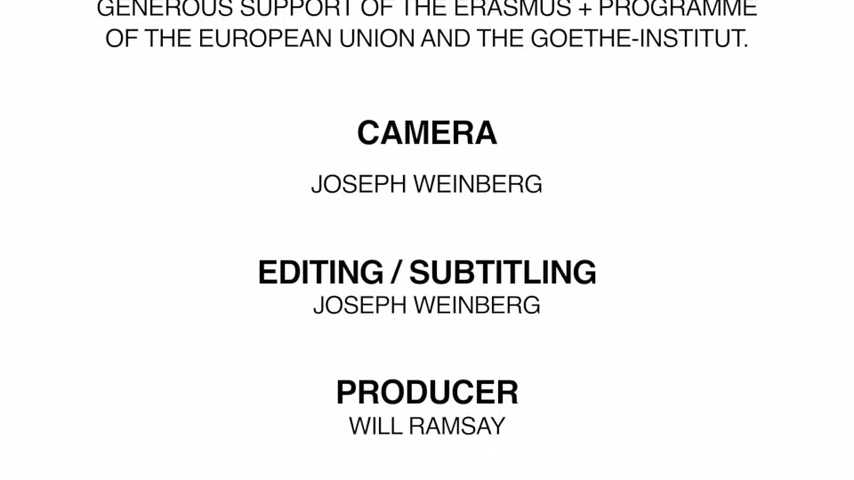 GENEROUS SUPPORT OF THE ERASMUS + PROGRAMME
OF THE EUROPEAN UNION AND THE GOETHE-INSTITUT.
CAMERA
JOSEPH WEINBERG
EDITING / SUBTITLING
JOSEPH WEINBERG
PRODUCER
WILL RAMSAY